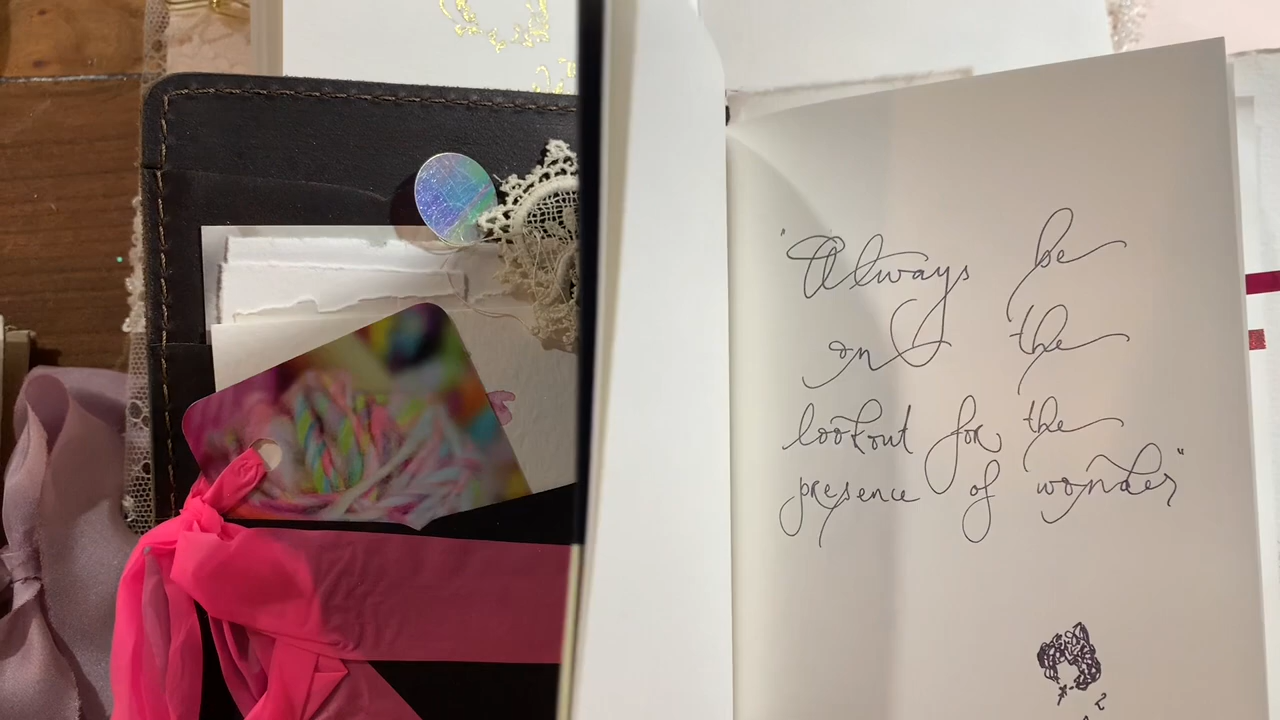 "Always be
on the
lookout for the
presence of wonder"